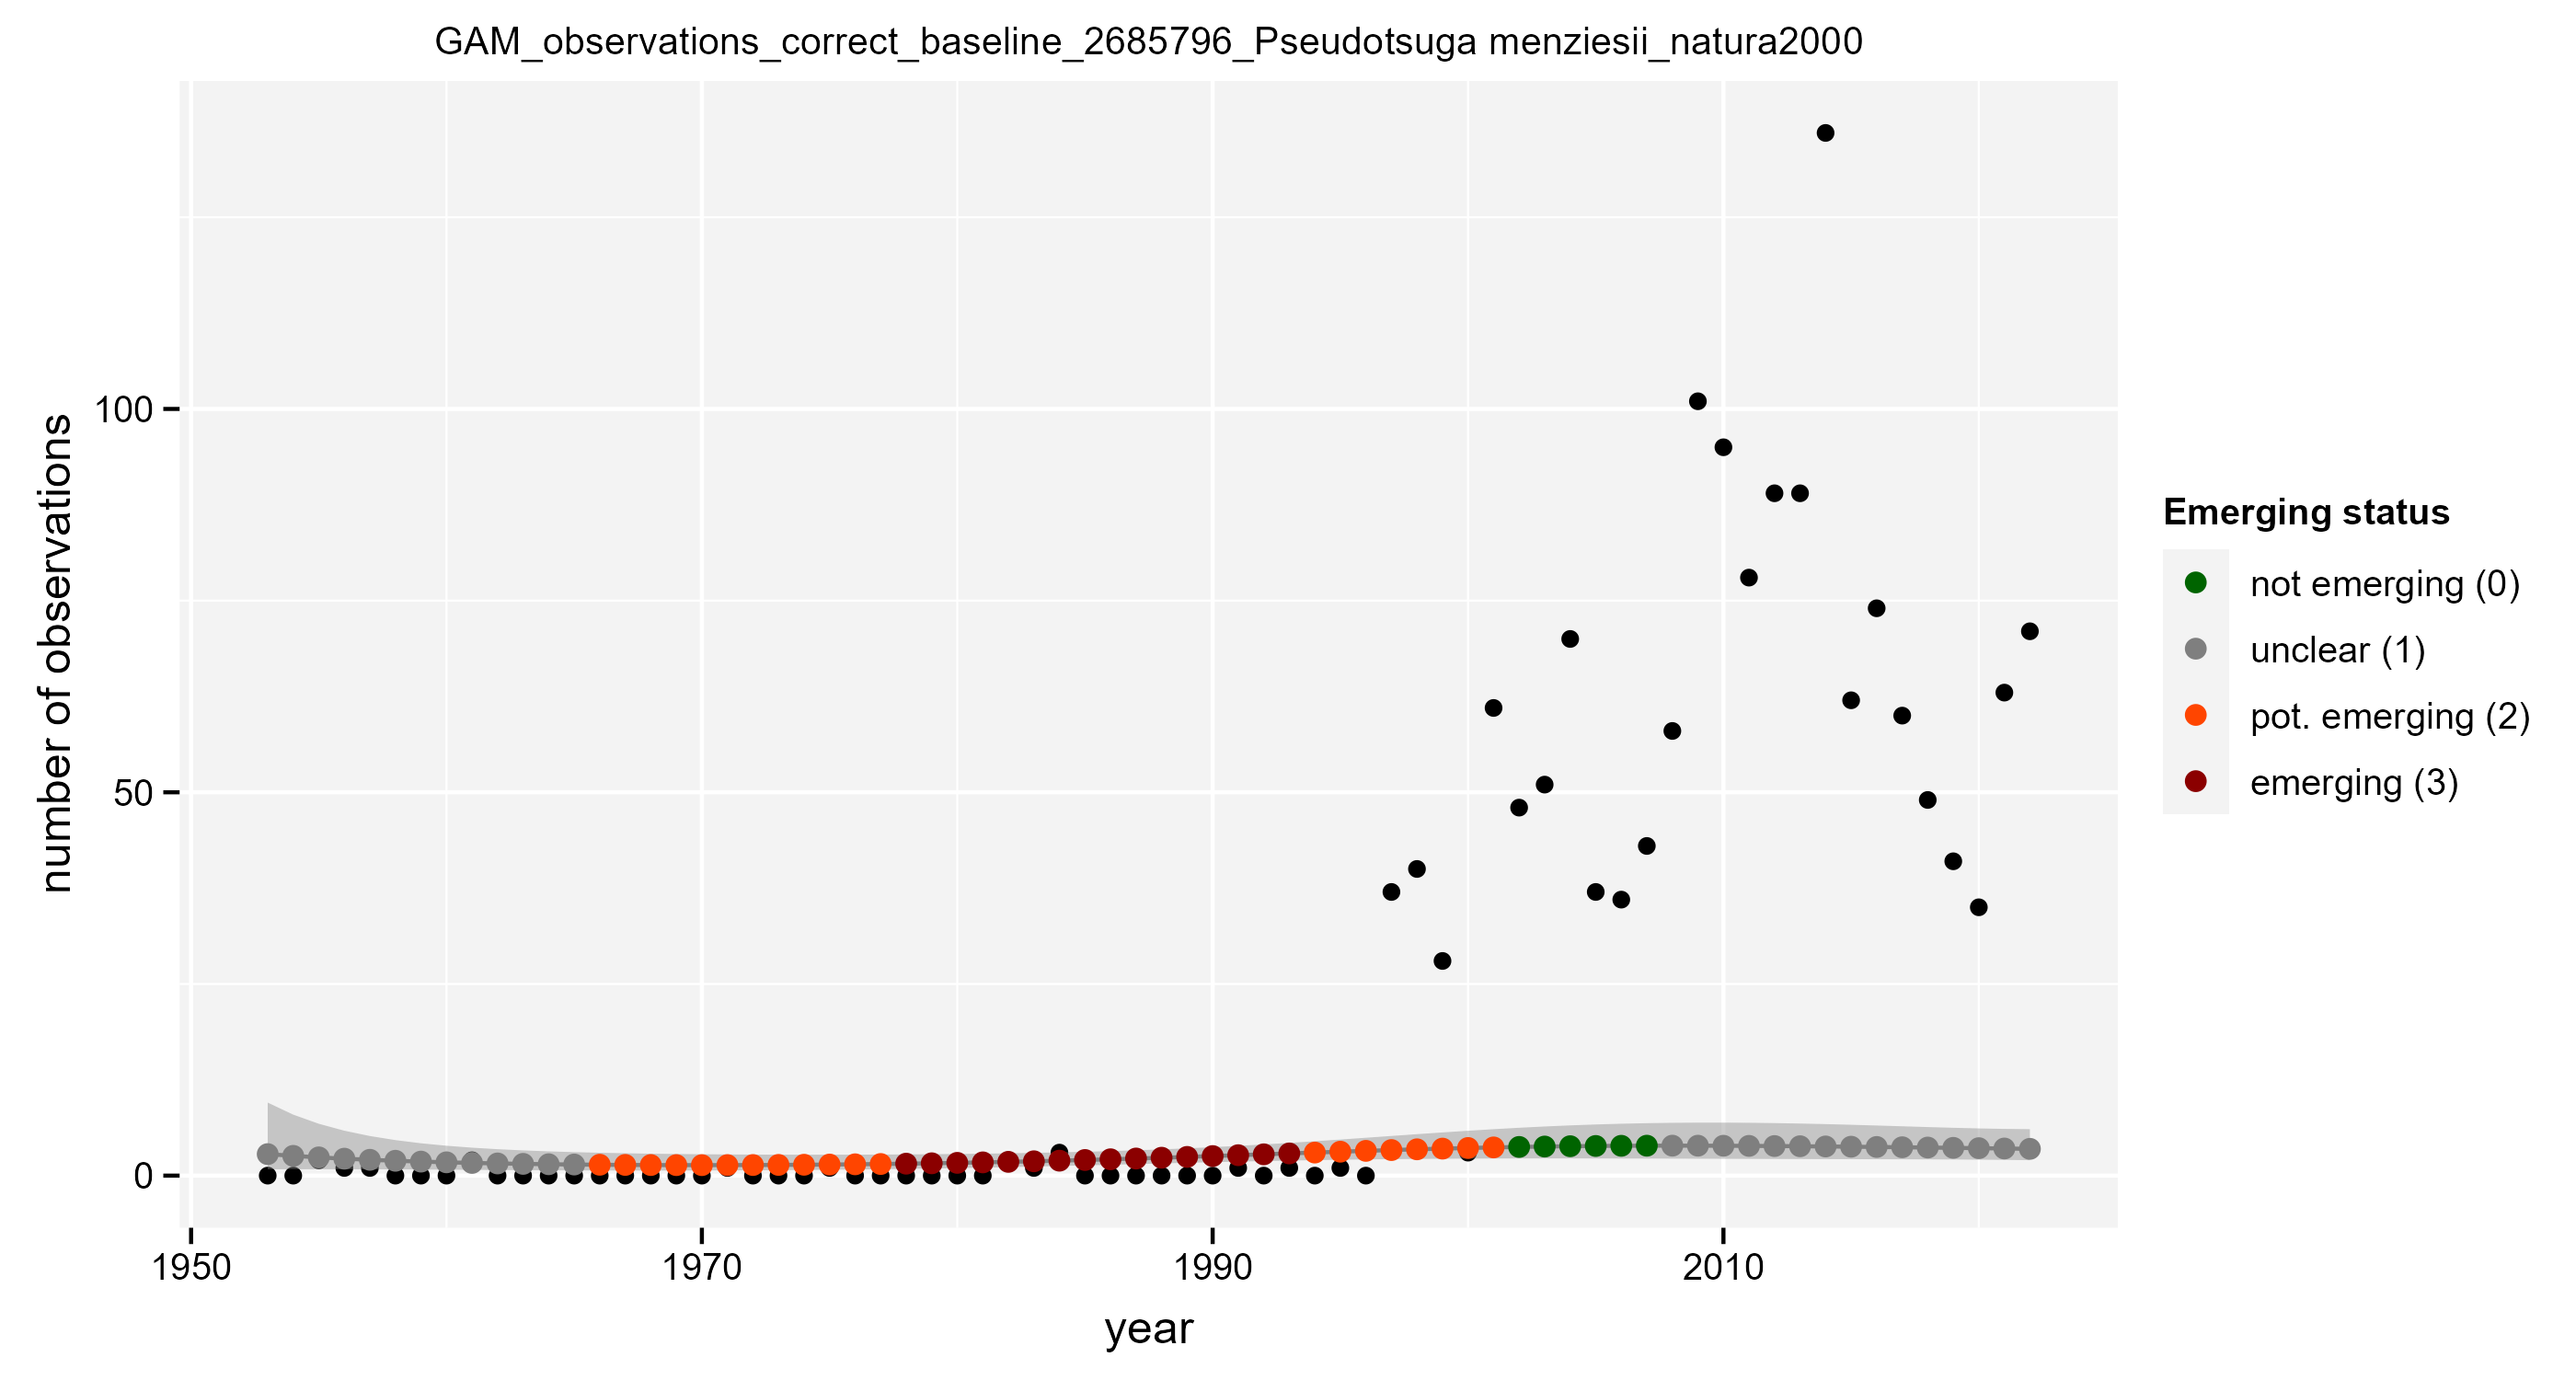 GAM_observations_correct_baseline_2685796_Pseudotsuga menziesii_natura2000
number of observations
100
50
0
1950
1970
1990
2010
year
Emerging status
not emerging (0)
unclear (1)
pot. emerging (2)
emerging (3)